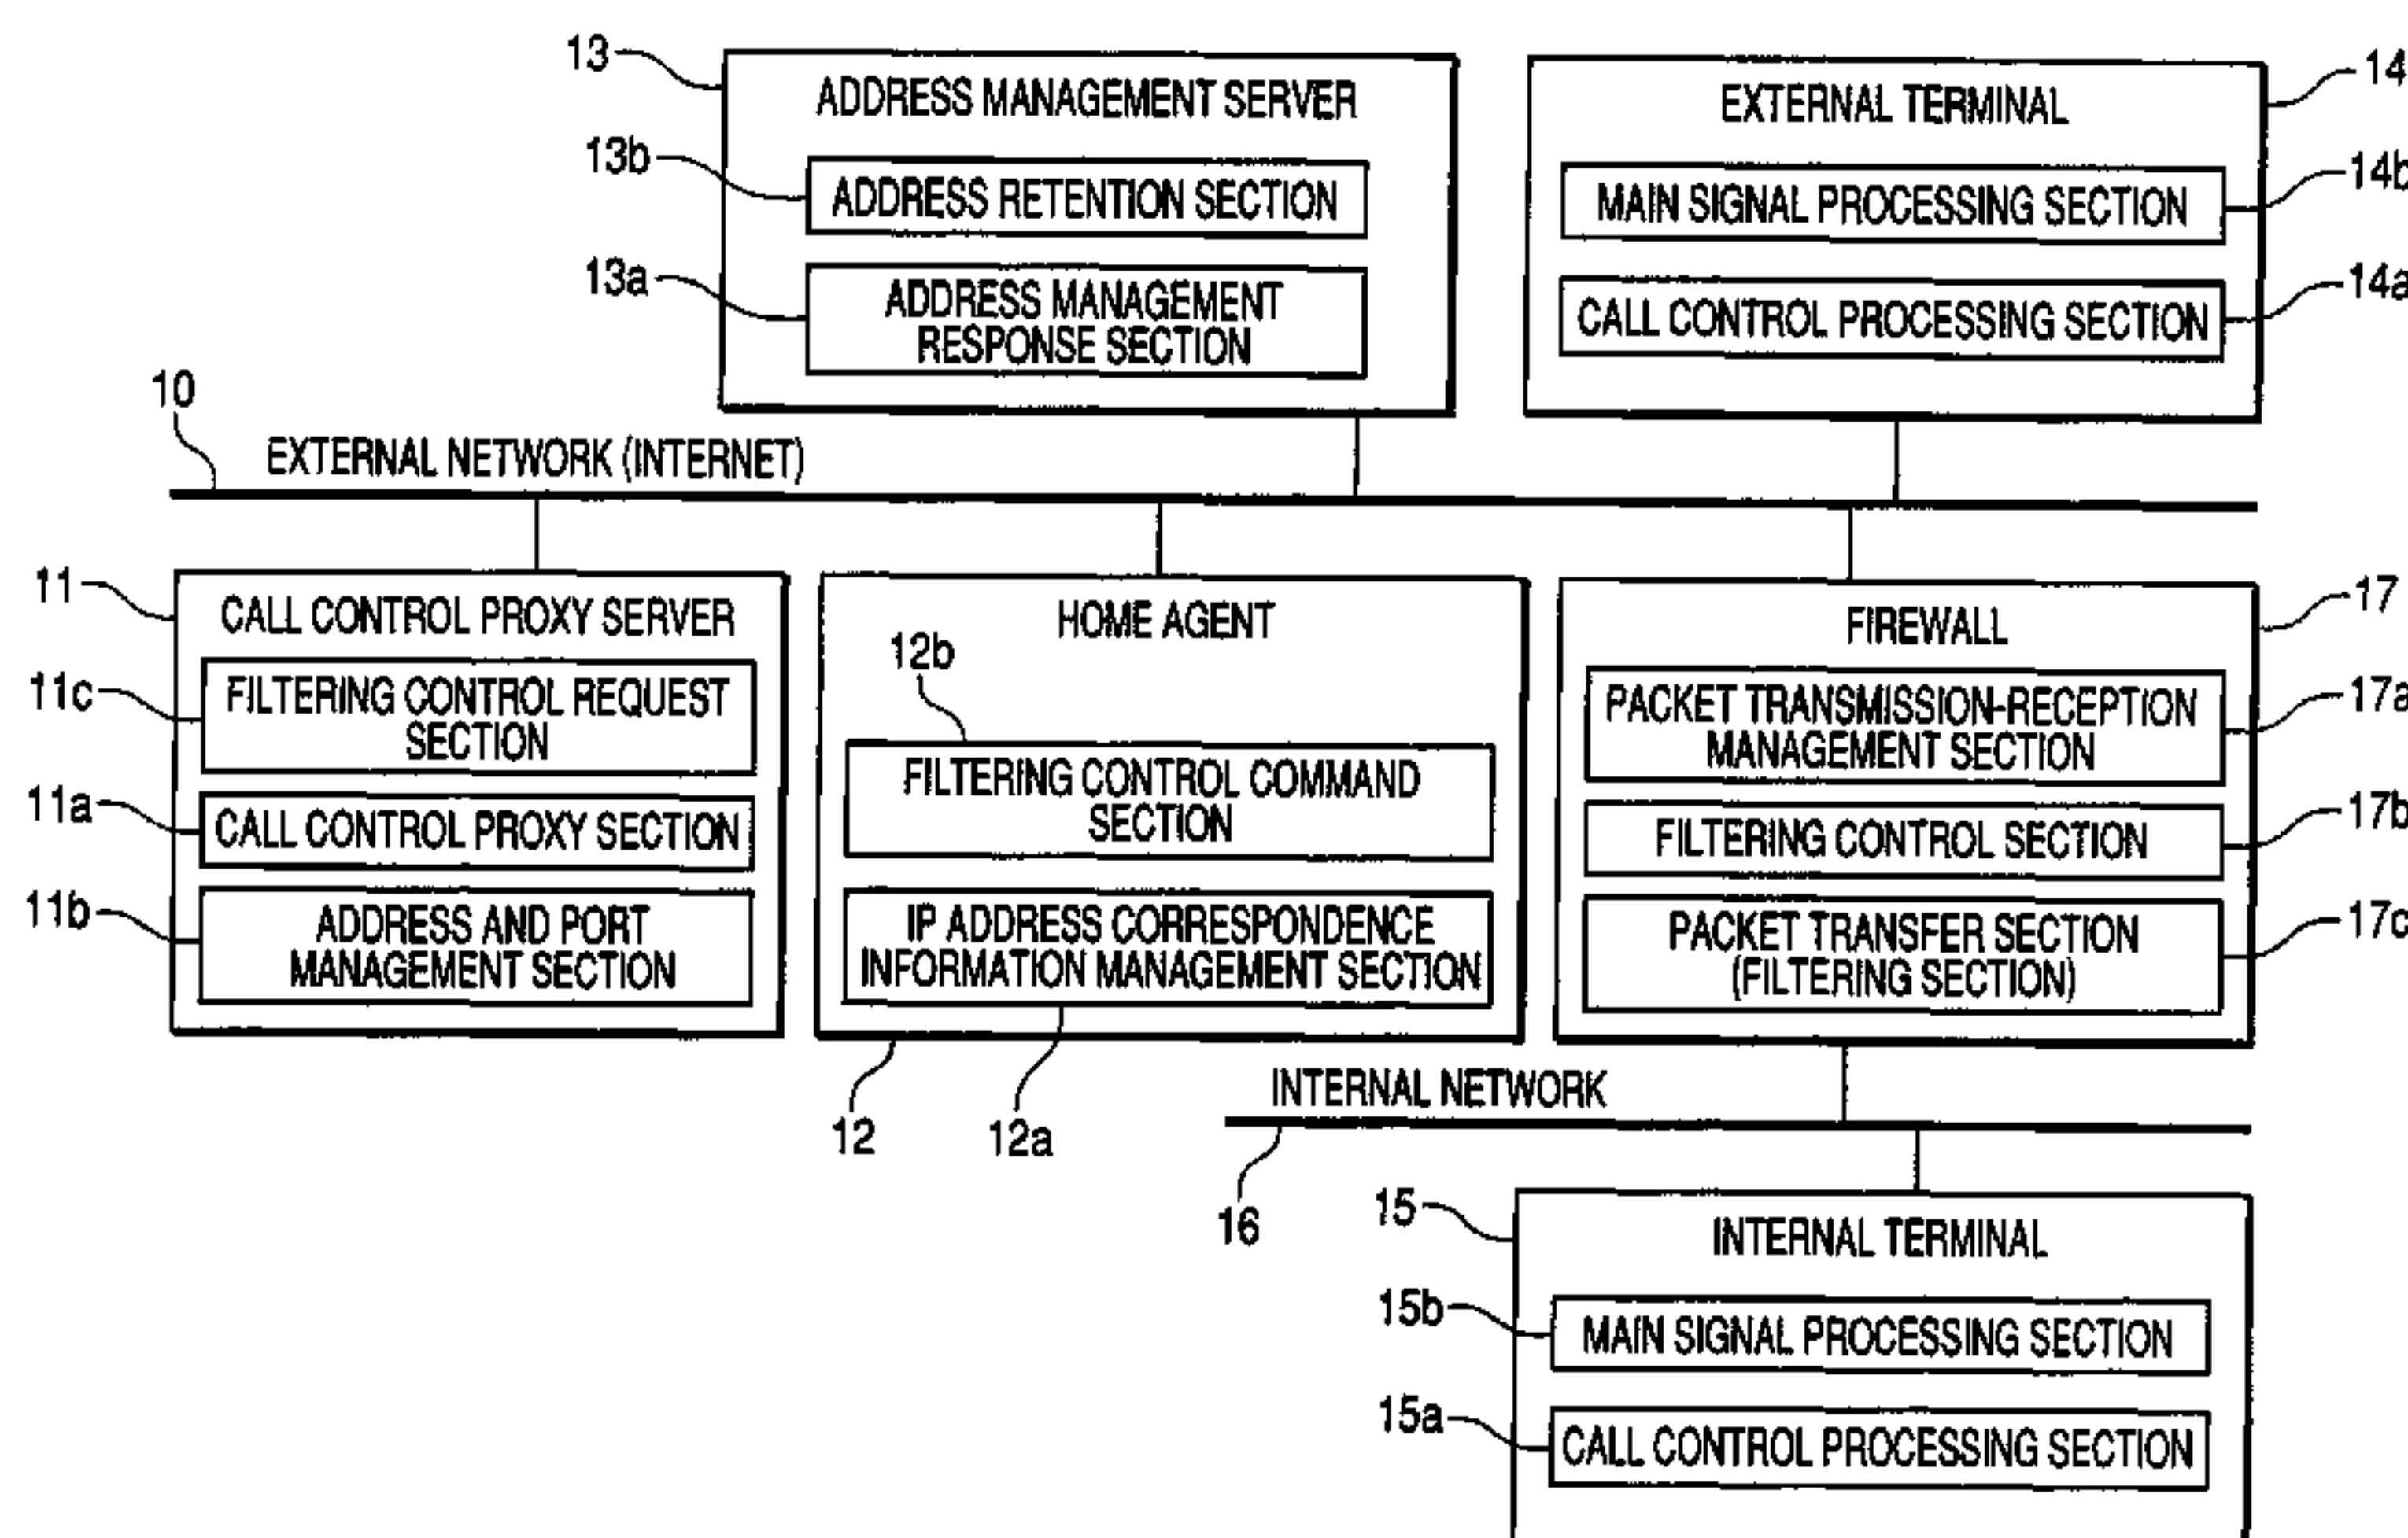 13
ADDRESS MANAGEMENT SERVER
13b
ADDRESS RETENTION SECTION
13a
ADDRESS MANAGEMENT
RESPONSE SECTION
14
EXTERNAL TERMINAL
14b
MAIN SIGNAL PROCESSING SECTION
14a
CALL CONTROL PROCESSING SECTION
10
EXTERNAL NETWORK (INTERNET)
11
CALL CONTROL PROXY SERVER
11c
FILTERING CONTROL REQUEST
SECTION
11a
CALL CONTROL PROXY SECTION
11b
ADDRESS AND PORT
MANAGEMENT SECTION
HOME AGENT
12b
FILTERING CONTROL COMMAND
SECTION
IP ADDRESS CORRESPONDENCE
INFORMATION MANAGEMENT SECTION
12
12a
17
FIREWALL
17a
PACKET TRANSMISSION-RECEPTION
MANAGEMENT SECTION
17b
FILTERING CONTROL SECTION
17c
PACKET TRANSFER SECTION
(FILTERING SECTION)
INTERNAL NETWORK
16
15
INTERNAL TERMINAL
15b
MAIN SIGNAL PROCESSING SECTION
15a
CALL CONTROL PROCESSING SECTION